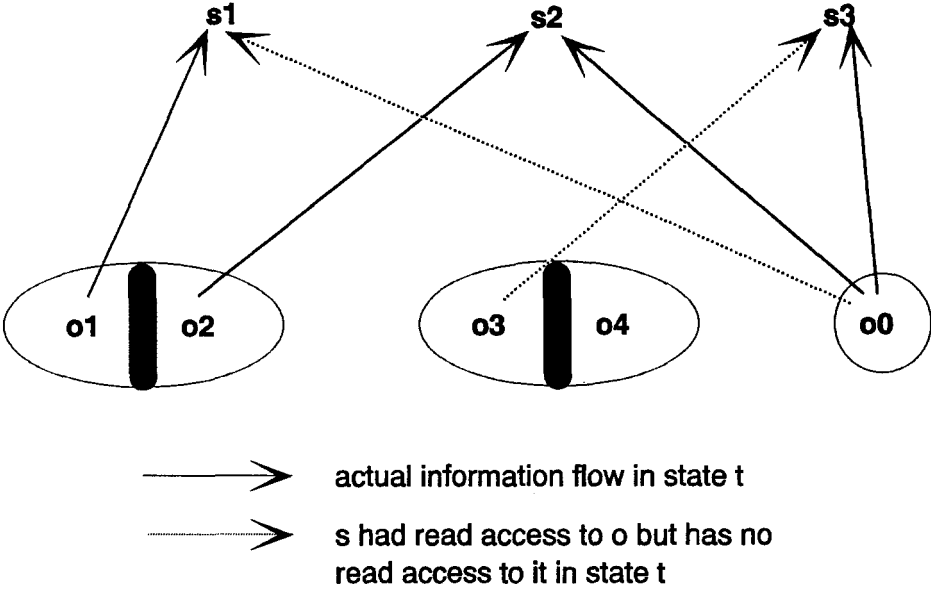 s1 s2 s3
o1 o2 o3 o4 o0
actual information flow in state t
s had read access to o but has no
read access to it in state t